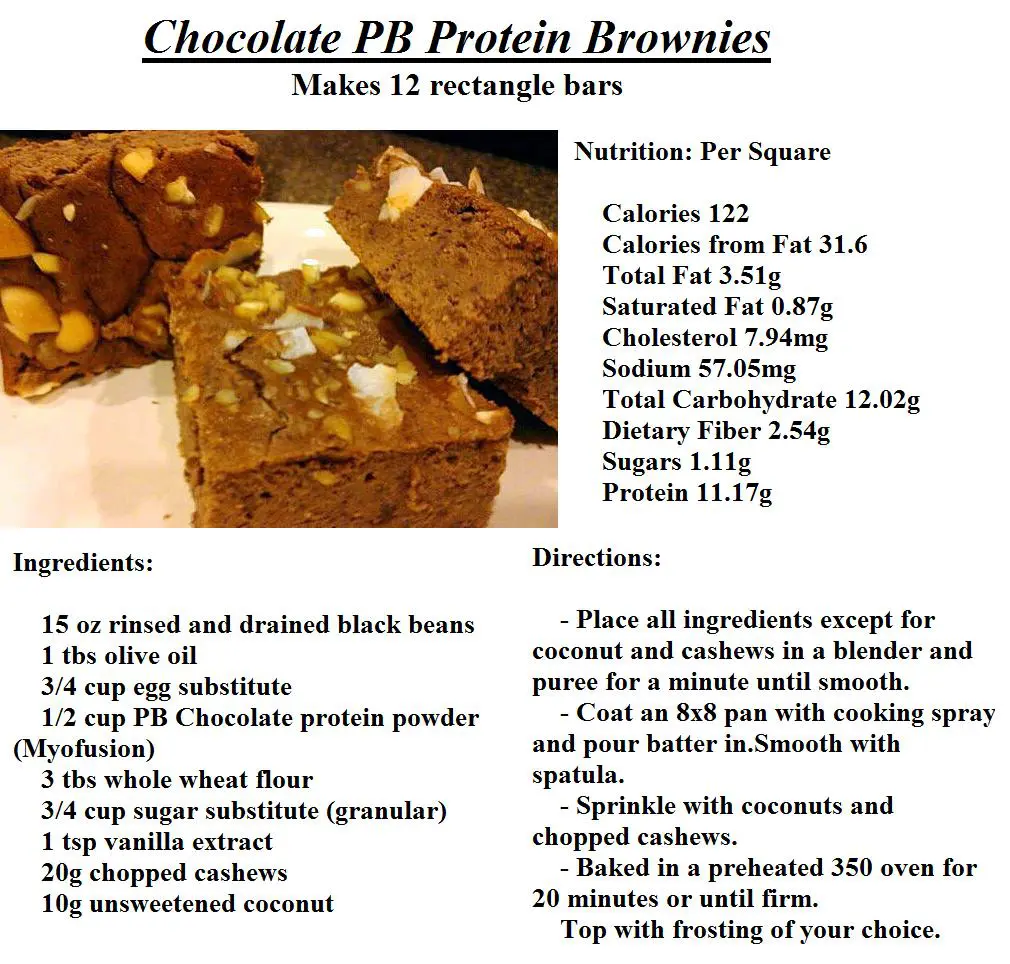 Chocolate PB Protein Brownies
Makes 12 rectangle bars
Nutrition: Per Square
Calories 122
Calories from Fat 31.6
Total Fat 3.51g
Saturated Fat 0.87g
Cholesterol 7.94mg
Sodium 57.05mg
Total Carbohydrate 12.02g
Dietary Fiber 2.54g
Sugars 1.11g
Protein 11.17g
Ingredients:
15 oz rinsed and drained black beans
1 tbs olive oil
3/4 cup egg substitute
1/2 cup PB Chocolate protein powder
(Myofusion)
3 tbs whole wheat flour
3/4 cup sugar substitute (granular)
1 tsp vanilla extract
20g chopped cashews
10g unsweetened coconut
Directions:
- Place all ingredients except for
coconut and cashews in a blender and
puree for a minute until smooth.
- Coat an 8x8 pan with cooking spray
and pour batter in.Smooth with
spatula.
- Sprinkle with coconuts and
chopped cashews.
- Baked in a preheated 350 oven for
20 minutes or until firm.
Top with frosting of your choice.